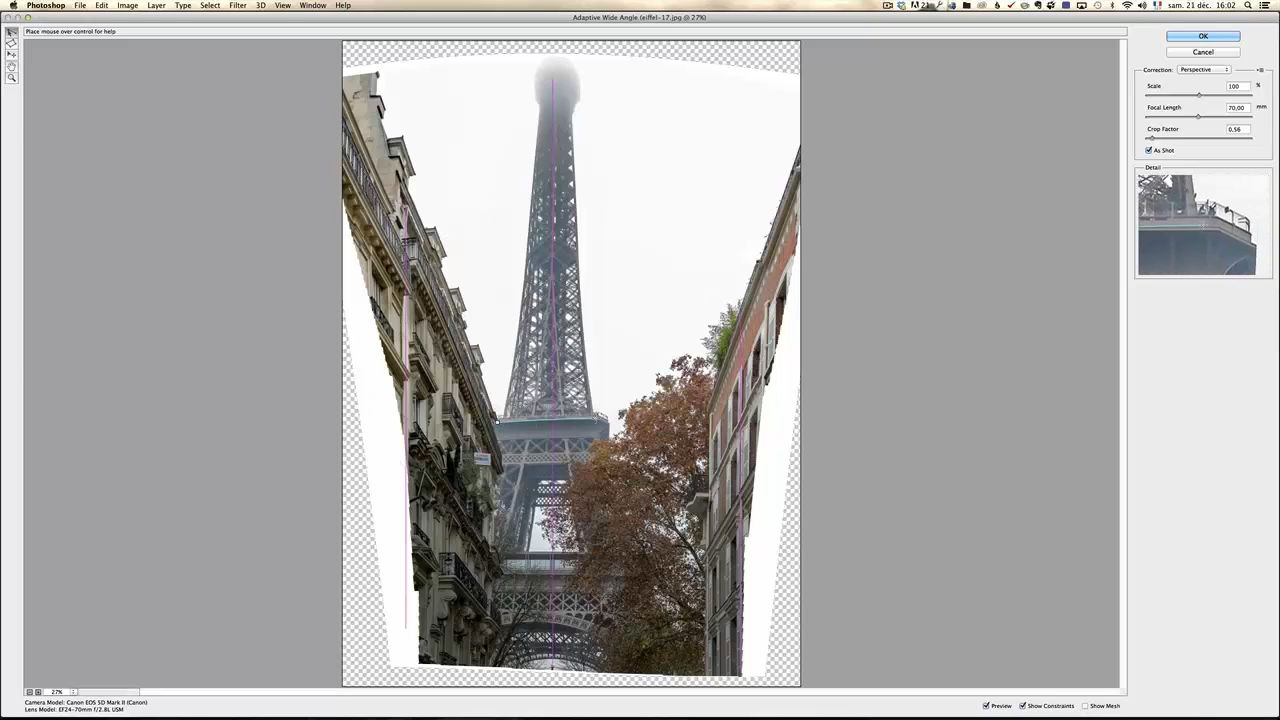 Photoshop File Edit Image Layer Type Select Filter 3D View Window Help
21
sam. 21 déc. 16:02
Adaptive Wide Angle (eiffel-17.jpg @ 27%)
Place mouse over control for help
OK
Cancel
Correction: Perspective
Scale 100 %
Focal Length 70,00 mm
Crop Factor 0,56
As Shot
Detail
27%
Camera Model: Canon EOS 5D Mark II (Canon)
Lens Model: EF24-70mm f/2.8L USM
Preview Show Constraints Show Mesh